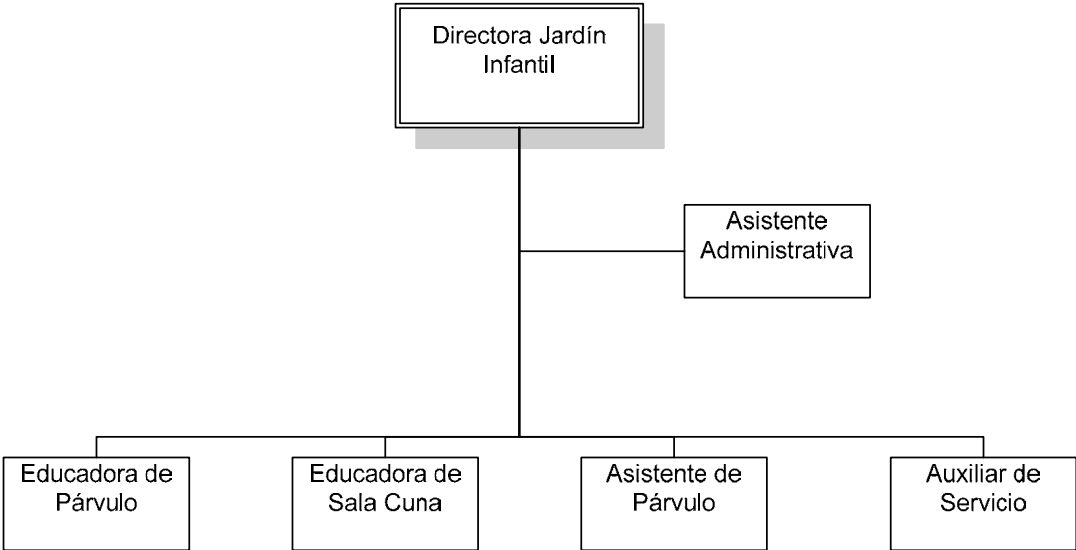 Directora Jardín
Infantil
Asistente
Administrativa
Educadora de
Párvulo
Educadora de
Sala Cuna
Asistente de
Párvulo
Auxiliar de
Servicio